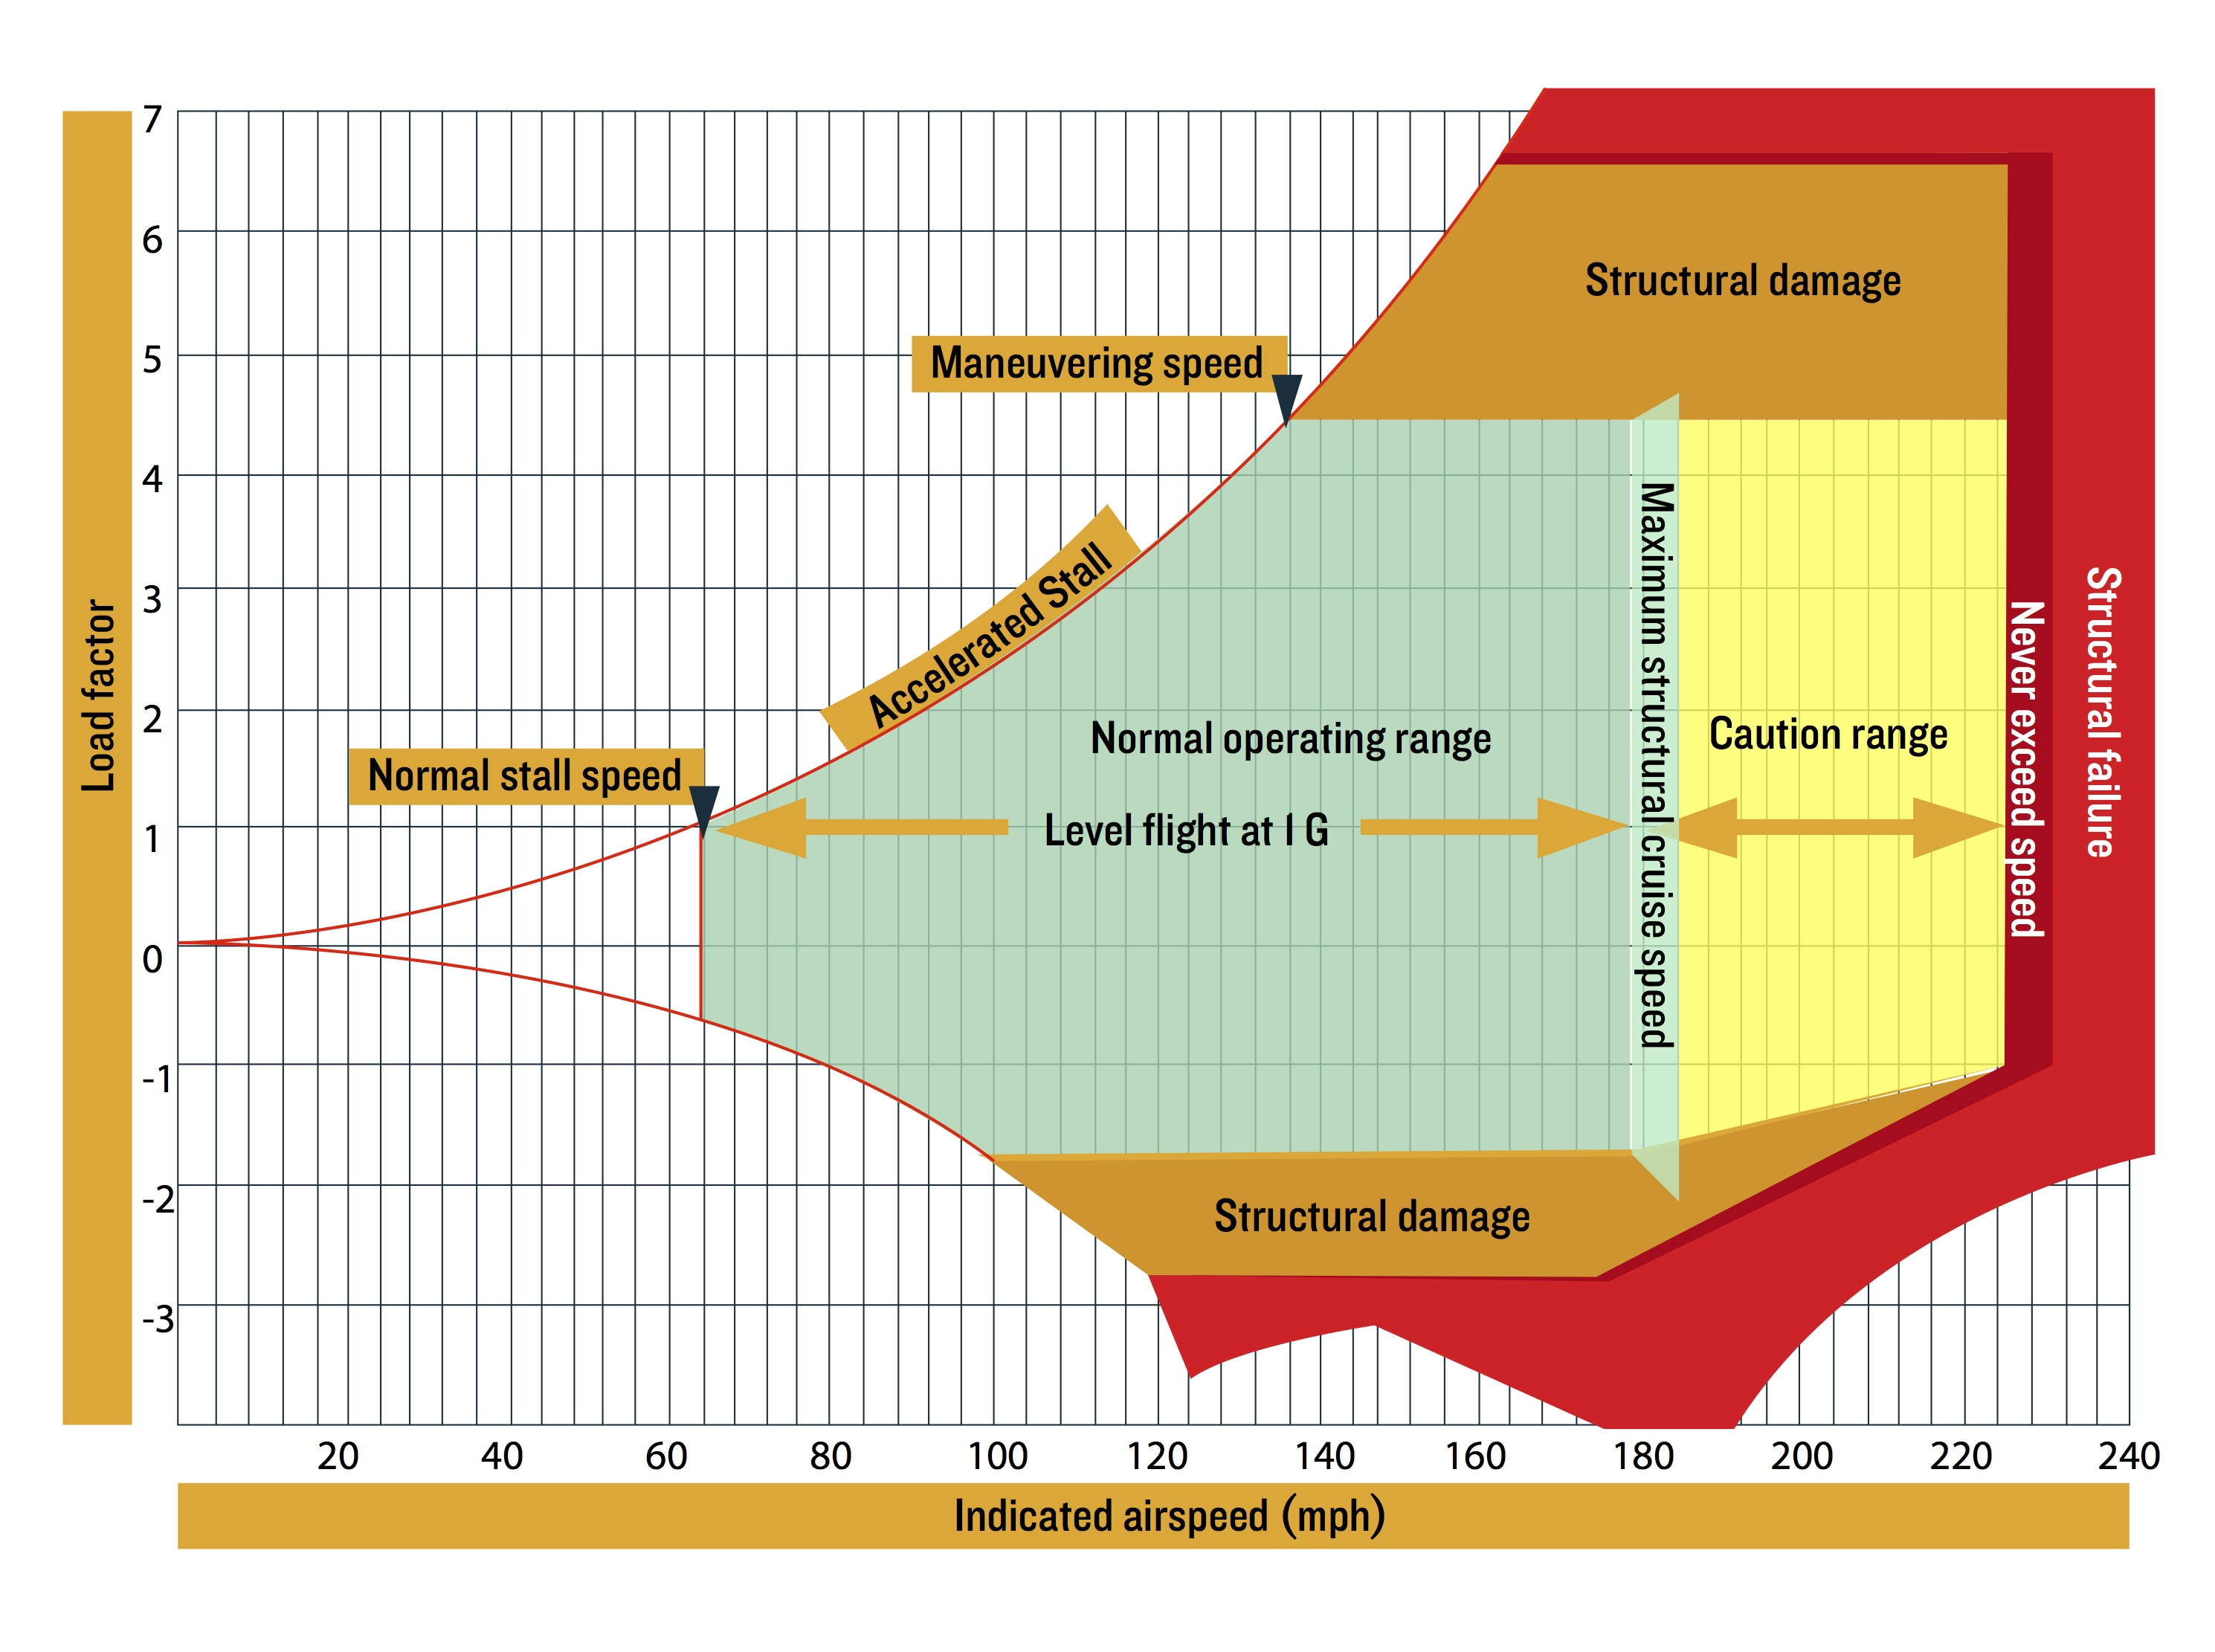 7
6
5
4
3
2
1
0
-1
-2
-3
Load factor
Structural damage
Maneuvering speed
Accelerated Stall
Normal stall speed
Normal operating range
Level flight at 1 G
Maximum structural cruise speed
Caution range
Never exceed speed
Structural failure
Structural damage
20 40 60 80 100 120 140 160 180 200 220 240
Indicated airspeed (mph)